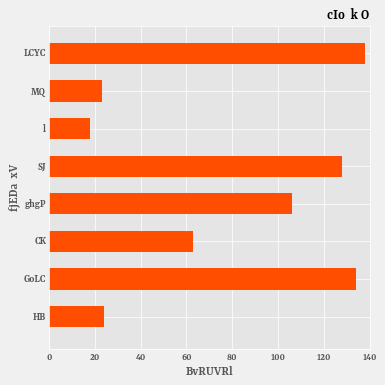 cIo k O
LCYC
MQ
l
SJ
ghgP
CK
GoLC
HB
fjEDa xV
0 20 40 60 80 100 120 140
BvRUVRl